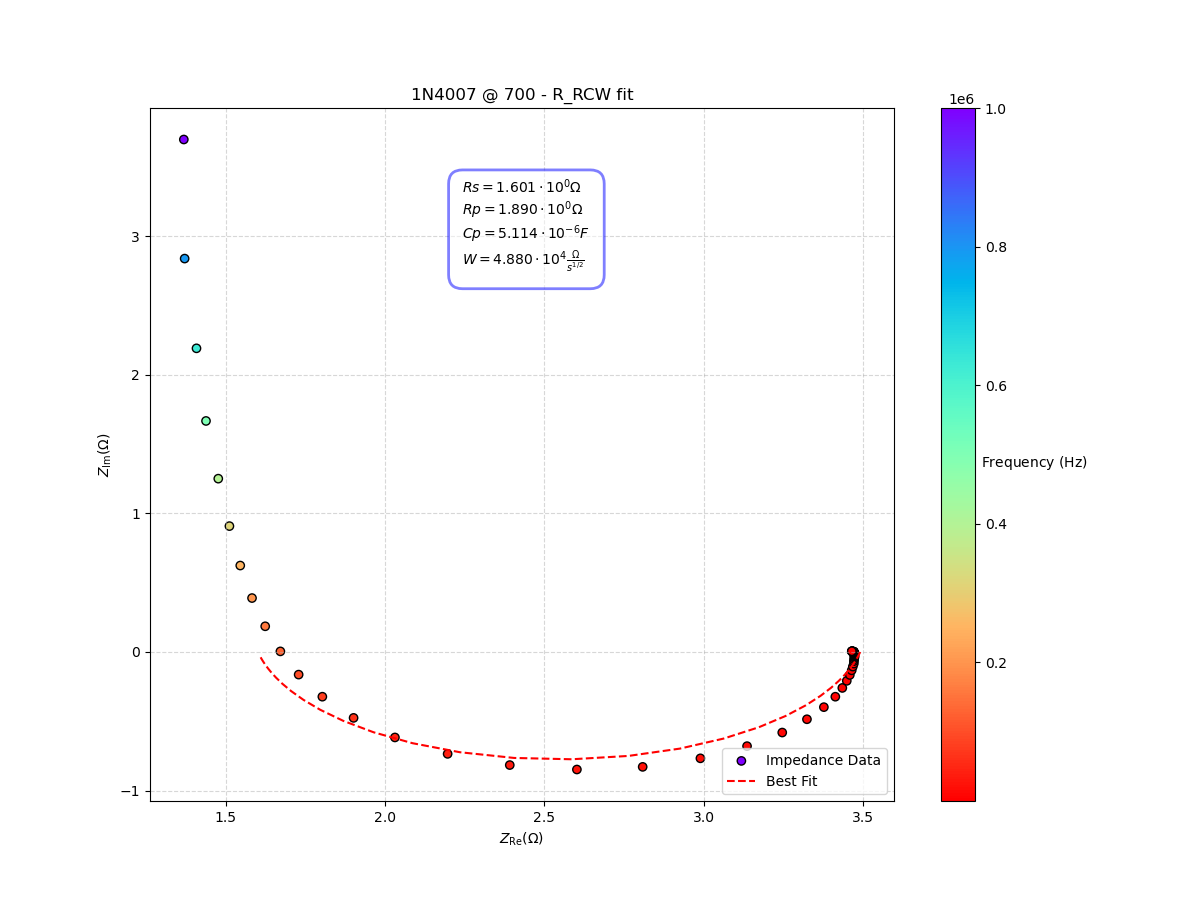 1N4007 @ 700 - R_RCW fit
1e6
1.0
0.8
0.6
0.4
0.2
Frequency (Hz)
Rs = 1.601 · 10⁰Ω
Rp = 1.890 · 10⁰Ω
Cp = 5.114 · 10⁻⁶F
W = 4.880 · 10⁴ Ω/s^{1/2}
3
2
1
0
−1
Z_Im(Ω)
1.5 2.0 2.5 3.0 3.5
Z_Re(Ω)
Impedance Data
Best Fit